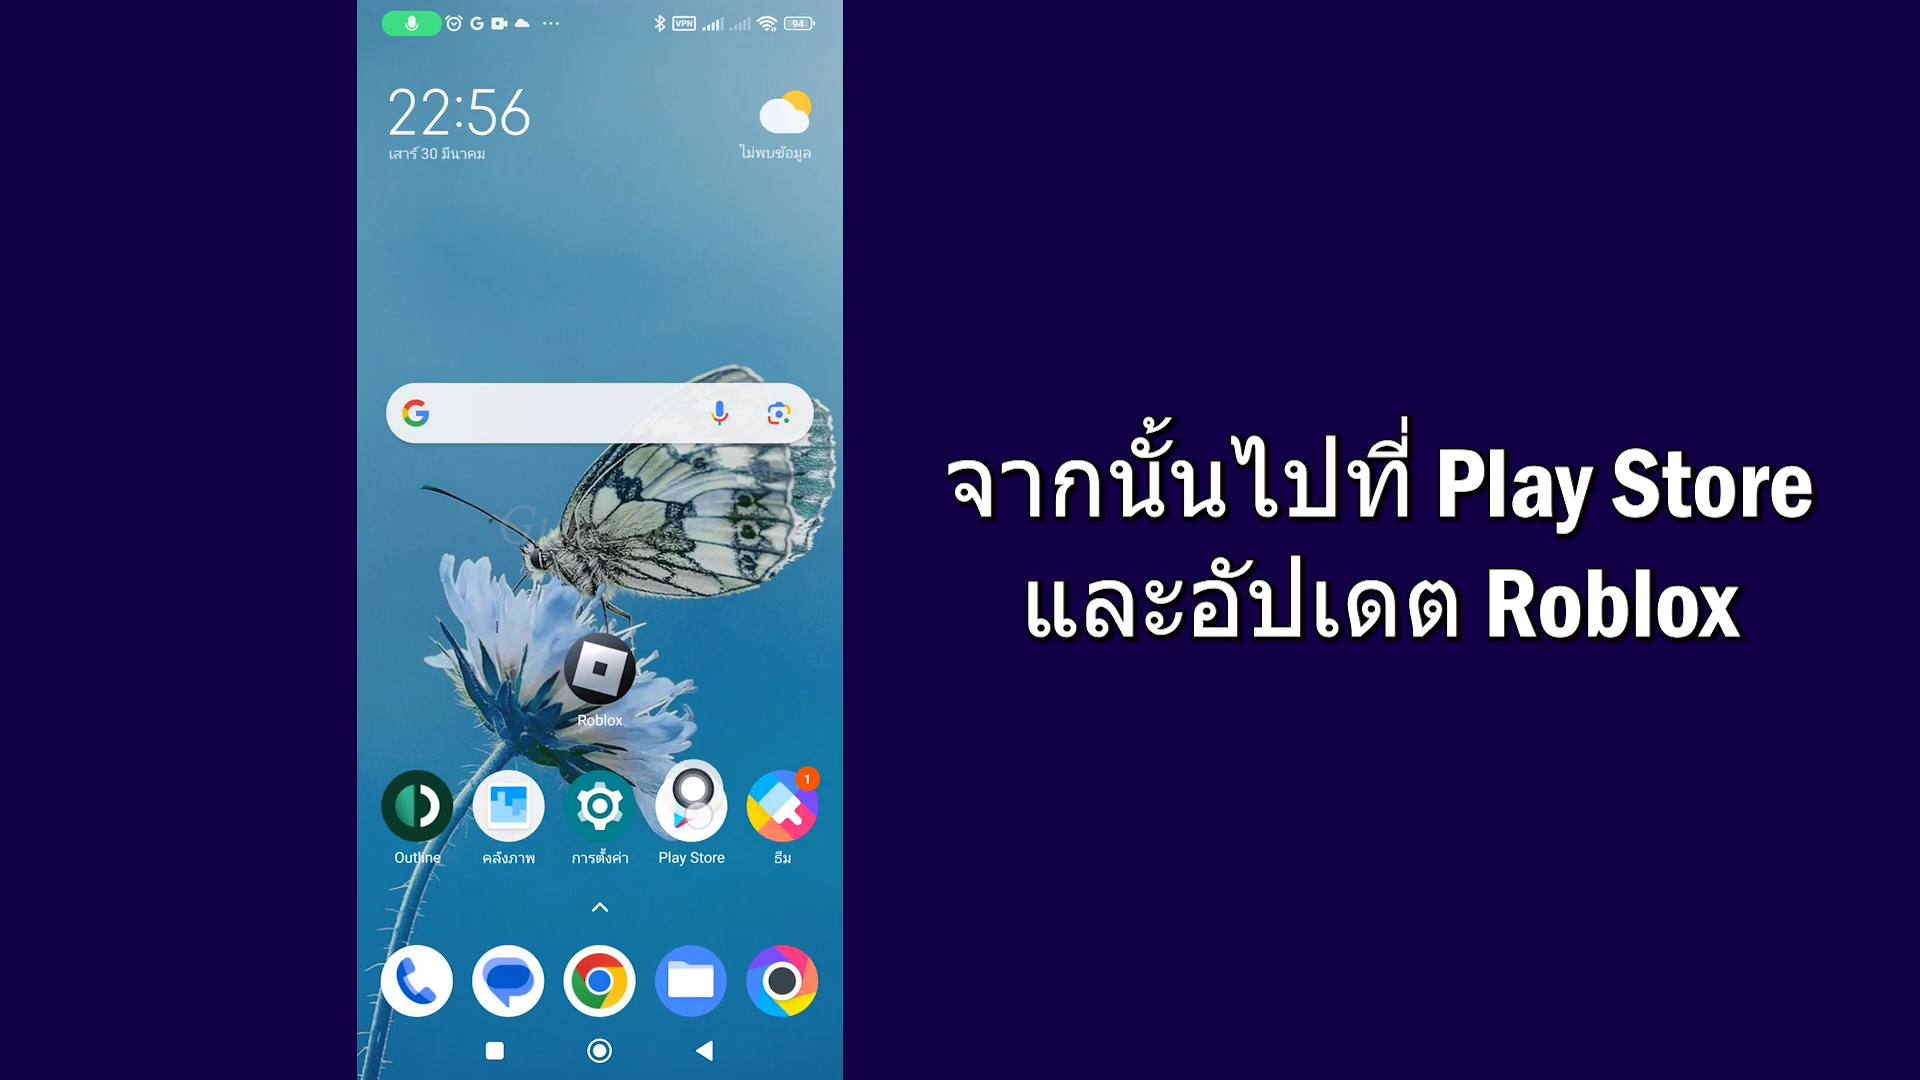 VPN
94
22:56
เสาร์ 30 มีนาคม
ไม่พบข้อมูล
จากนั้นไปที่ Play Store
และอัปเดต Roblox
Roblox
1
Outline
คลังภาพ
การตั้งค่า
Play Store
ธีม